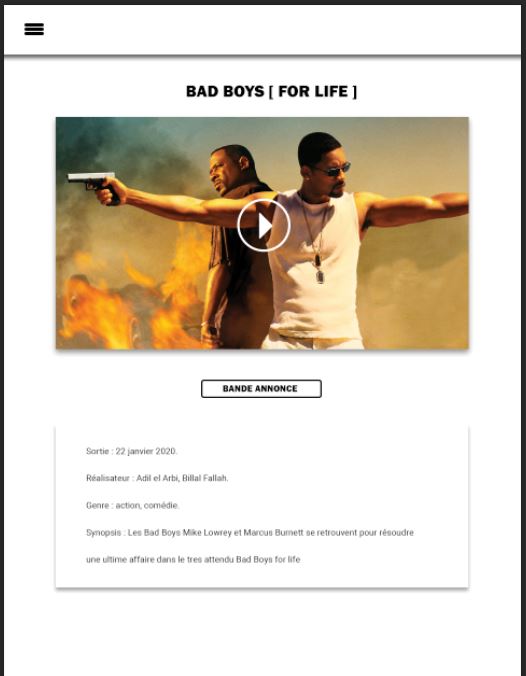 BAD BOYS [ FOR LIFE ]
BANDE ANNONCE
Sortie : 22 janvier 2020.
Réalisateur : Adil el Arbi, Billal Fallah.
Genre : action, comédie.
Synopsis : Les Bad Boys Mike Lowrey et Marcus Burnett se retrouvent pour résoudre
une ultime affaire dans le tres attendu Bad Boys for life